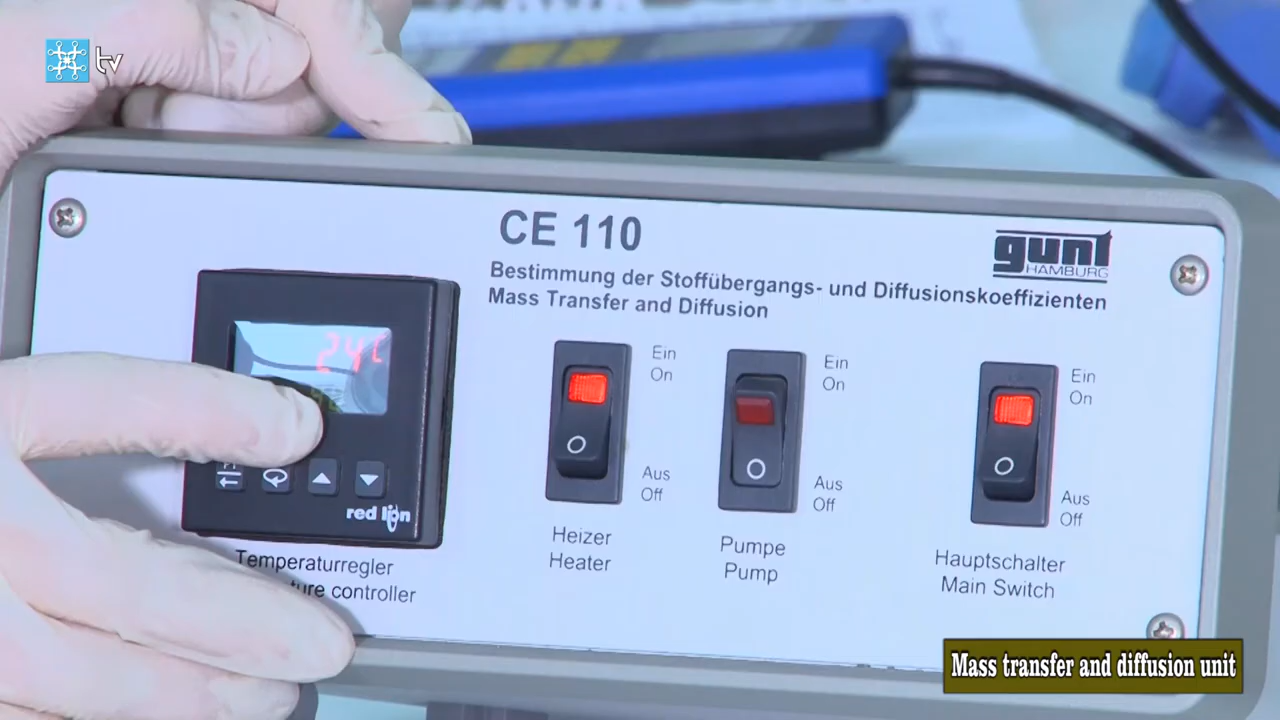 tv
CE 110
gunt
HAMBURG
Bestimmung der Stoffübergangs- und Diffusionskoeffizienten
Mass Transfer and Diffusion
24
Ein
On
Aus
Off
Heizer
Heater
Ein
On
Aus
Off
Pumpe
Pump
Ein
On
Aus
Off
Hauptschalter
Main Switch
red lion
Temperaturregler
controller
Mass transfer and diffusion unit